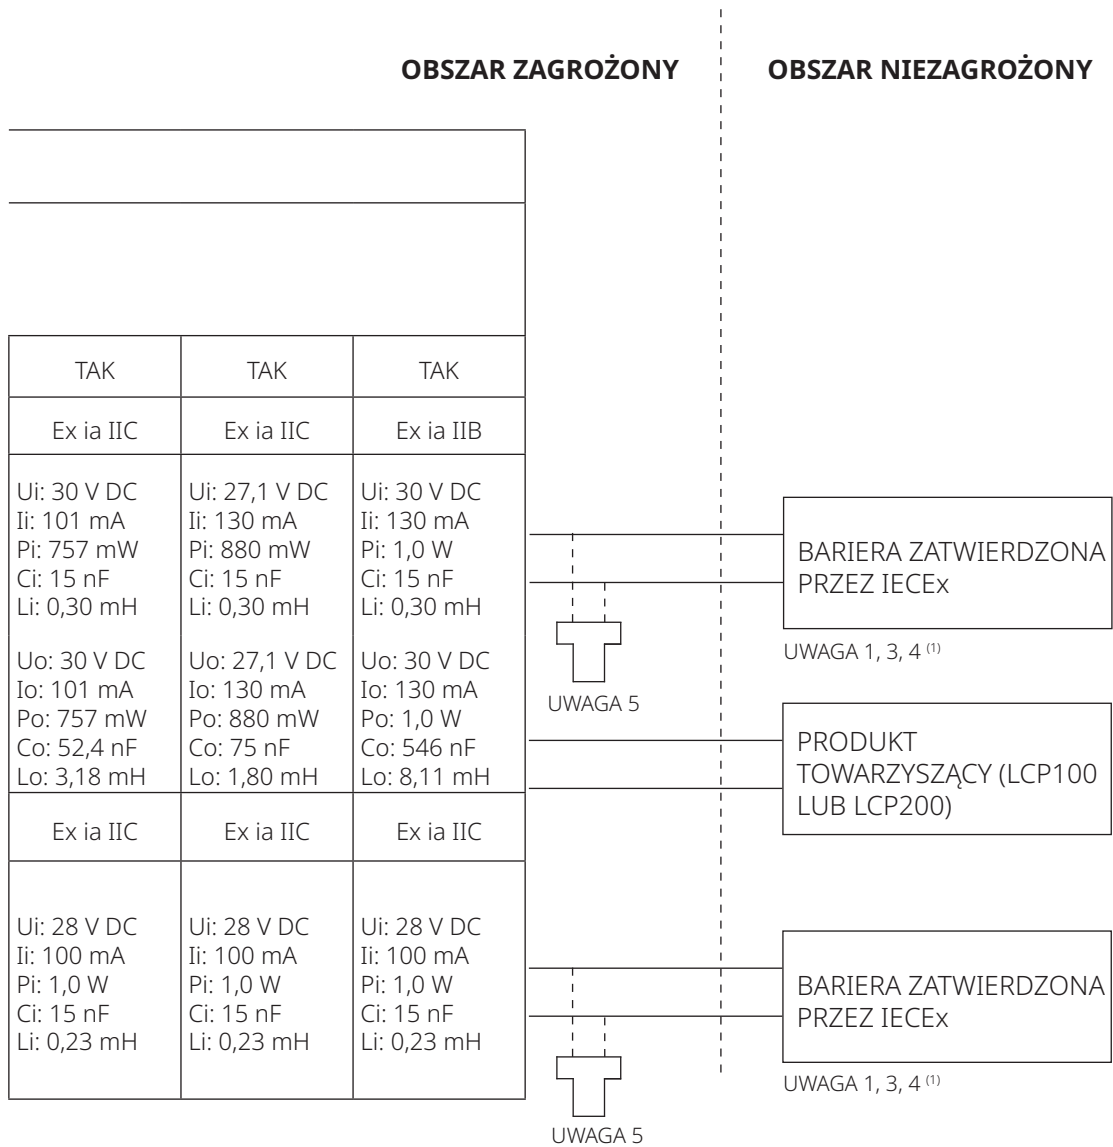 OBSZAR ZAGROŻONY
OBSZAR NIEZAGROŻONY
TAK
TAK
TAK
Ex ia IIC
Ex ia IIC
Ex ia IIB
Ui: 30 V DC
Ii: 101 mA
Pi: 757 mW
Ci: 15 nF
Li: 0,30 mH
Uo: 30 V DC
Io: 101 mA
Po: 757 mW
Co: 52,4 nF
Lo: 3,18 mH
Ui: 27,1 V DC
Ii: 130 mA
Pi: 880 mW
Ci: 15 nF
Li: 0,30 mH
Uo: 27,1 V DC
Io: 130 mA
Po: 880 mW
Co: 75 nF
Lo: 1,80 mH
Ui: 30 V DC
Ii: 130 mA
Pi: 1,0 W
Ci: 15 nF
Li: 0,30 mH
Uo: 30 V DC
Io: 130 mA
Po: 1,0 W
Co: 546 nF
Lo: 8,11 mH
BARIERA ZATWIERDZONA
PRZEZ IECEx
UWAGA 1, 3, 4 (1)
UWAGA 5
PRODUKT
TOWARZYSZĄCY (LCP100
LUB LCP200)
Ex ia IIC
Ex ia IIC
Ex ia IIC
Ui: 28 V DC
Ii: 100 mA
Pi: 1,0 W
Ci: 15 nF
Li: 0,23 mH
Ui: 28 V DC
Ii: 100 mA
Pi: 1,0 W
Ci: 15 nF
Li: 0,23 mH
Ui: 28 V DC
Ii: 100 mA
Pi: 1,0 W
Ci: 15 nF
Li: 0,23 mH
BARIERA ZATWIERDZONA
PRZEZ IECEx
UWAGA 1, 3, 4 (1)
UWAGA 5